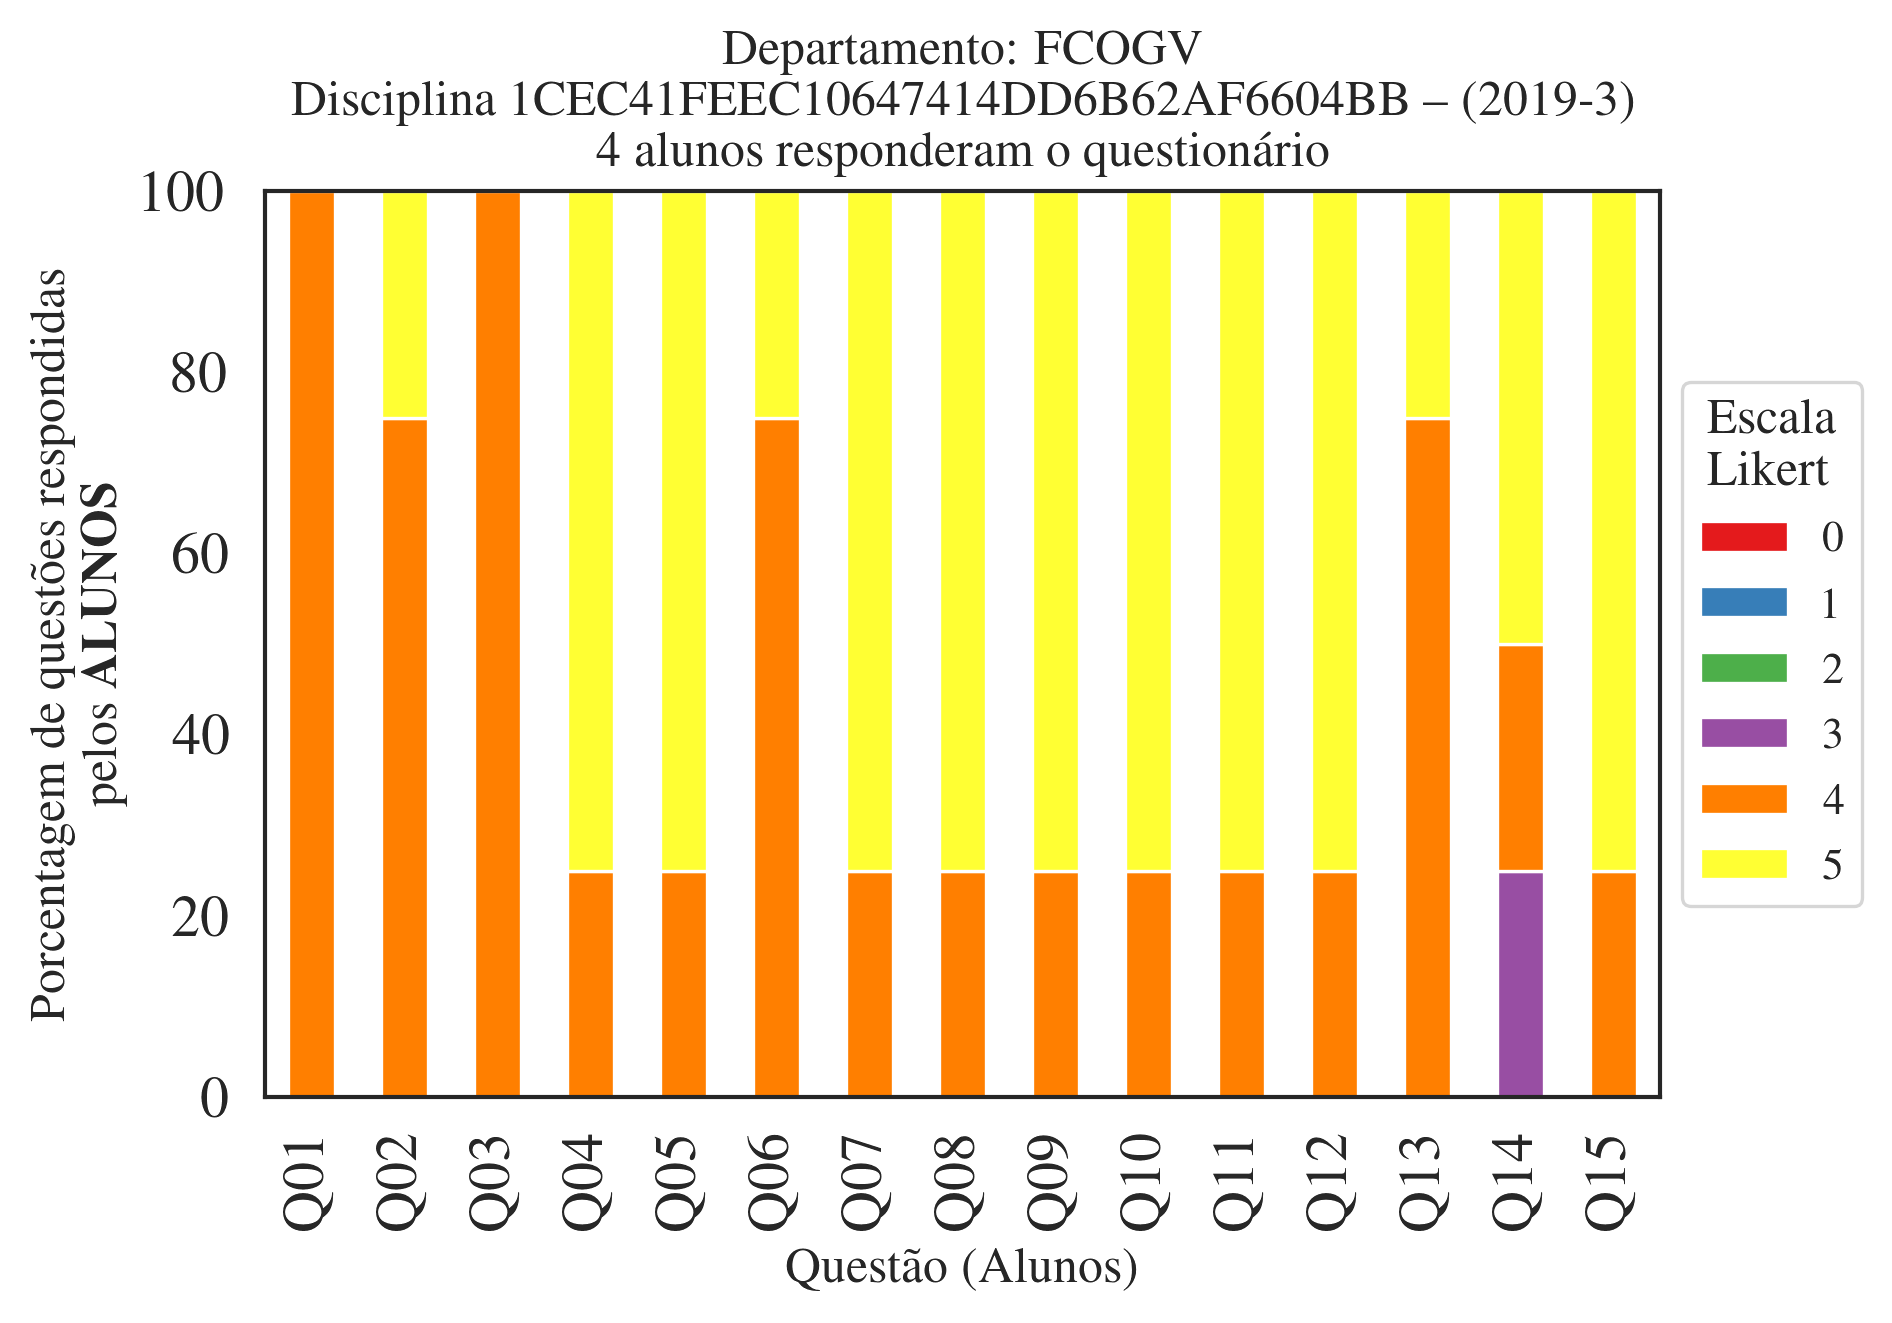 Departamento: FCOGV
Disciplina 1CEC41FEEC10647414DD6B62AF6604BB – (2019-3)
4 alunos responderam o questionário
Porcentagem de questões respondidas
pelos ALUNOS
100
80
60
40
20
0
Q01
Q02
Q03
Q04
Q05
Q06
Q07
Q08
Q09
Q10
Q11
Q12
Q13
Q14
Q15
Questão (Alunos)
Escala
Likert
0
1
2
3
4
5